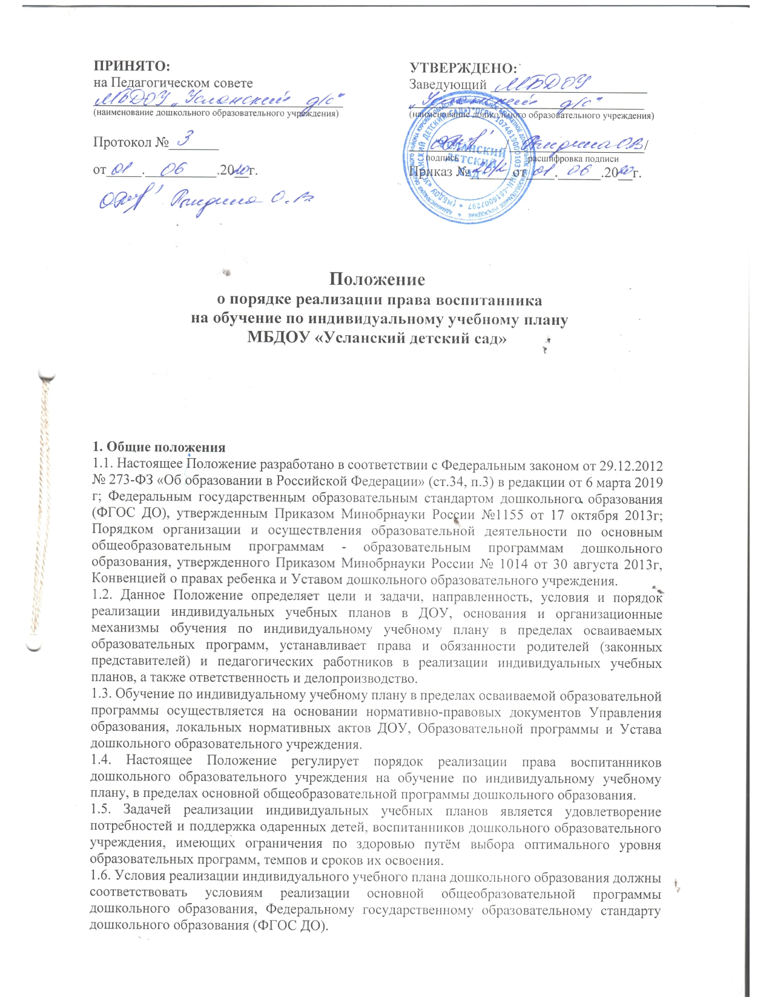 ПРИНЯТО:
на Педагогическом совете
МБДОУ „Усланский д/с"
(наименование дошкольного образовательного учреждения)
Протокол № 3
от 01 . 06 .2020г.
УТВЕРЖДЕНО:
Заведующий МБДОУ
„Усланский д/с"
(наименование дошкольного образовательного учреждения)
/ О.В /
подпись расшифровка подписи
Приказ № от 01 . 06 .2020г.
О. В.
УСЛАНСКИЙ
ДЕТСКИЙ
САД
Положение
о порядке реализации права воспитанника
на обучение по индивидуальному учебному плану
МБДОУ «Усланский детский сад»
1. Общие положения
1.1. Настоящее Положение разработано в соответствии с Федеральным законом от 29.12.2012
№ 273-ФЗ «Об образовании в Российской Федерации» (ст.34, п.3) в редакции от 6 марта 2019
г; Федеральным государственным образовательным стандартом дошкольного образования
(ФГОС ДО), утвержденным Приказом Минобрнауки России №1155 от 17 октября 2013г;
Порядком организации и осуществления образовательной деятельности по основным
общеобразовательным программам - образовательным программам дошкольного
образования, утвержденного Приказом Минобрнауки России № 1014 от 30 августа 2013г,
Конвенцией о правах ребенка и Уставом дошкольного образовательного учреждения.
1.2. Данное Положение определяет цели и задачи, направленность, условия и порядок
реализации индивидуальных учебных планов в ДОУ, основания и организационные
механизмы обучения по индивидуальному учебному плану в пределах осваиваемых
образовательных программ, устанавливает права и обязанности родителей (законных
представителей) и педагогических работников в реализации индивидуальных учебных
планов, а также ответственность и делопроизводство.
1.3. Обучение по индивидуальному учебному плану в пределах осваиваемой образовательной
программы осуществляется на основании нормативно-правовых документов Управления
образования, локальных нормативных актов ДОУ, Образовательной программы и Устава
дошкольного образовательного учреждения.
1.4. Настоящее Положение регулирует порядок реализации права воспитанников
дошкольного образовательного учреждения на обучение по индивидуальному учебному
плану, в пределах основной общеобразовательной программы дошкольного образования.
1.5. Задачей реализации индивидуальных учебных планов является удовлетворение
потребностей и поддержка одаренных детей, воспитанников дошкольного образовательного
учреждения, имеющих ограничения по здоровью путём выбора оптимального уровня
образовательных программ, темпов и сроков их освоения.
1.6. Условия реализации индивидуального учебного плана дошкольного образования должны
соответствовать условиям реализации основной общеобразовательной программы
дошкольного образования, Федеральному государственному образовательному стандарту
дошкольного образования (ФГОС ДО).